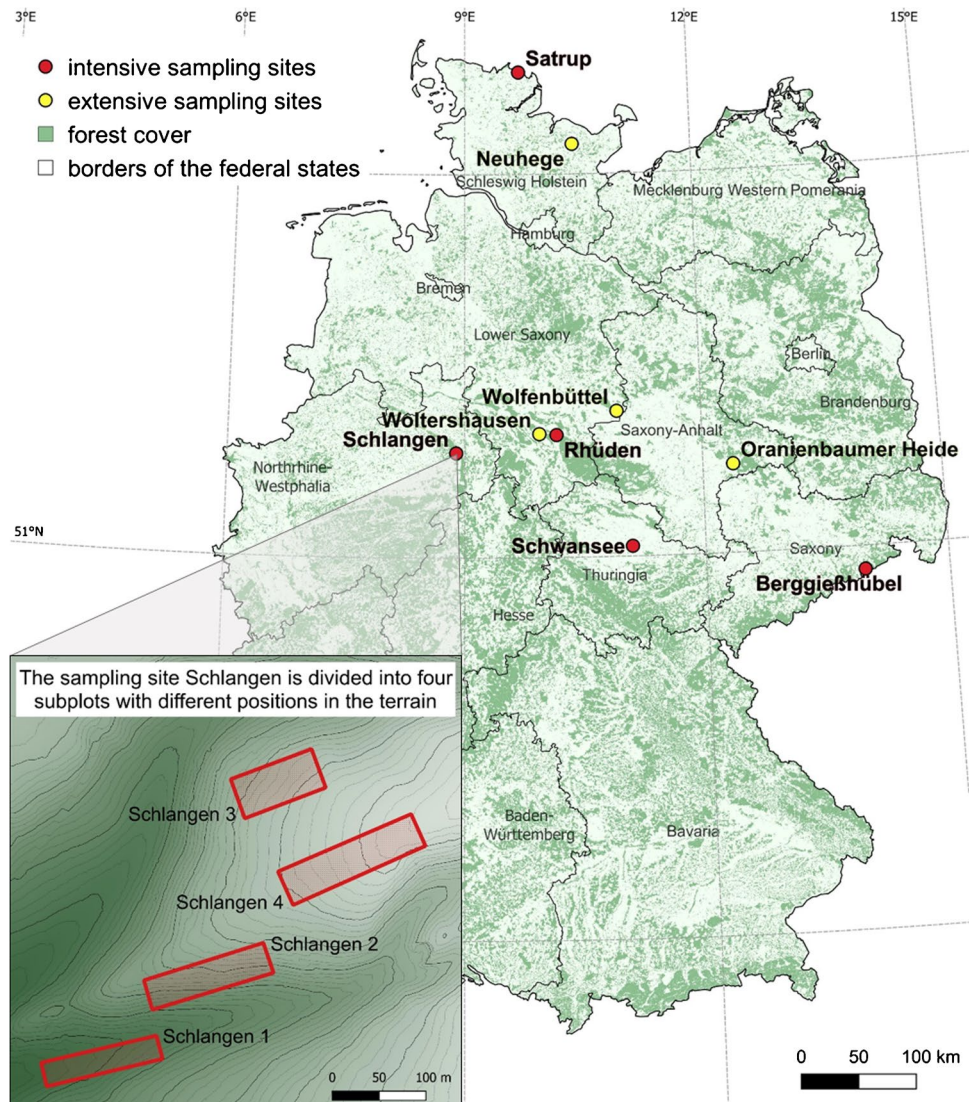 3°E 6°E 9°E 12°E 15°E
intensive sampling sites
extensive sampling sites
forest cover
borders of the federal states
Satrup
Neuhege
Schleswig Holstein
Mecklenburg Western Pomerania
Hamburg
Bremen
Lower Saxony
Berlin
Brandenburg
Wolfenbüttel
Woltershausen
Saxony-Anhalt
Schlangen
Rhüden
Oranienbaumer Heide
Northrhine-
Westphalia
51°N
Schwansee
Saxony
Thuringia
Berggießhübel
Hesse
The sampling site Schlangen is divided into four
subplots with different positions in the terrain
Schlangen 3
Schlangen 4
Schlangen 2
Schlangen 1
0 50 100 m
Baden-
Württemberg
Bavaria
0 50 100 km